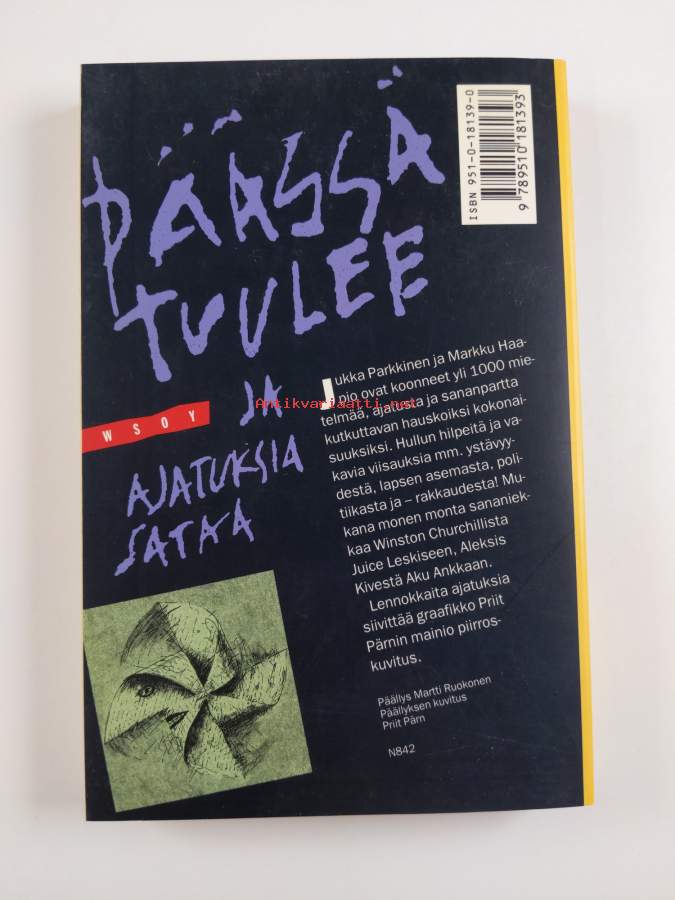 PÄÄSSÄ
TUULEE
JA
AJATUKSIA
SATAA
WSOY
ISBN 951-0-18139-0
9 789510 181393
Jukka Parkkinen ja Markku Haa-
pio ovat koonneet yli 1000 mie-
telmää, ajatusta ja sananpartta
kutkuttavan hauskoiksi kokonai-
suuksiksi. Hullun hilpeitä ja va-
kavia viisauksia mm. ystävyy-
destä, lapsen asemasta, poli-
tiikasta ja – rakkaudesta! Mu-
kana monen monta sananiek-
kaa Winston Churchillista
Juice Leskiseen, Aleksis
Kivestä Aku Ankkaan.
Lennokkaita ajatuksia
siivittää graafikko Priit
Pärnin mainio piirros-
kuvitus.
Päällys Martti Ruokonen
Päällyksen kuvitus
Priit Pärn
N842
Antikvariaatti.net